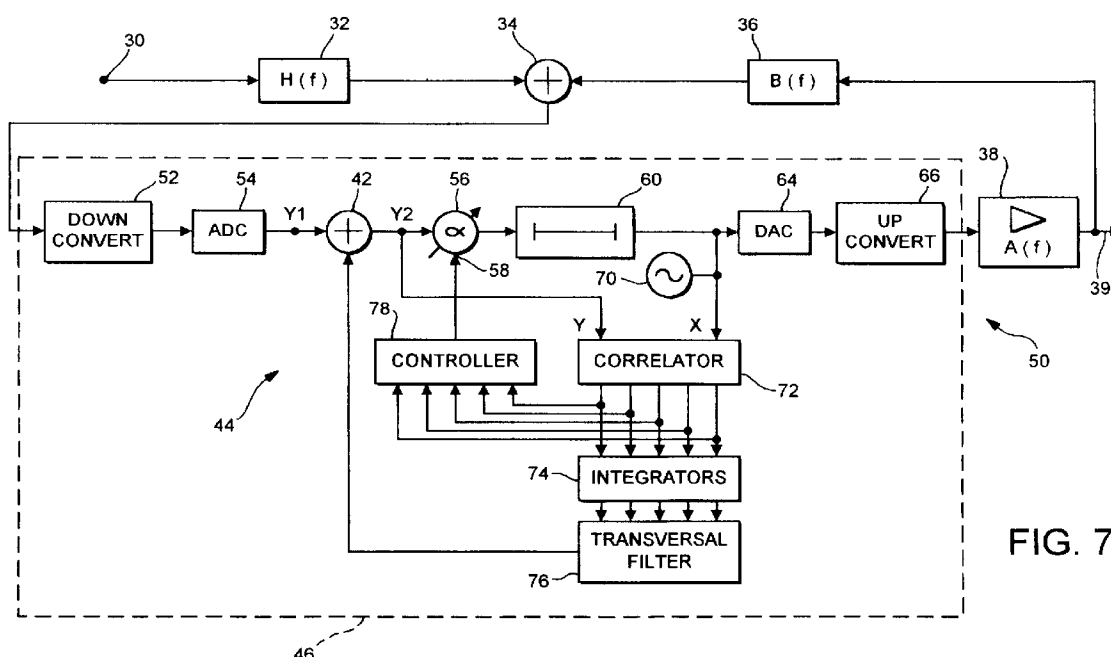 30
32
34
36
H(f)
+
B(f)
52
54
42
56
60
64
66
38
DOWN
CONVERT
ADC
Y1
+
Y2
α
58
DAC
UP
CONVERT
A(f)
39
70
78
Y
X
50
CONTROLLER
CORRELATOR
72
44
74
INTEGRATORS
TRANSVERSAL
FILTER
76
FIG. 7
46